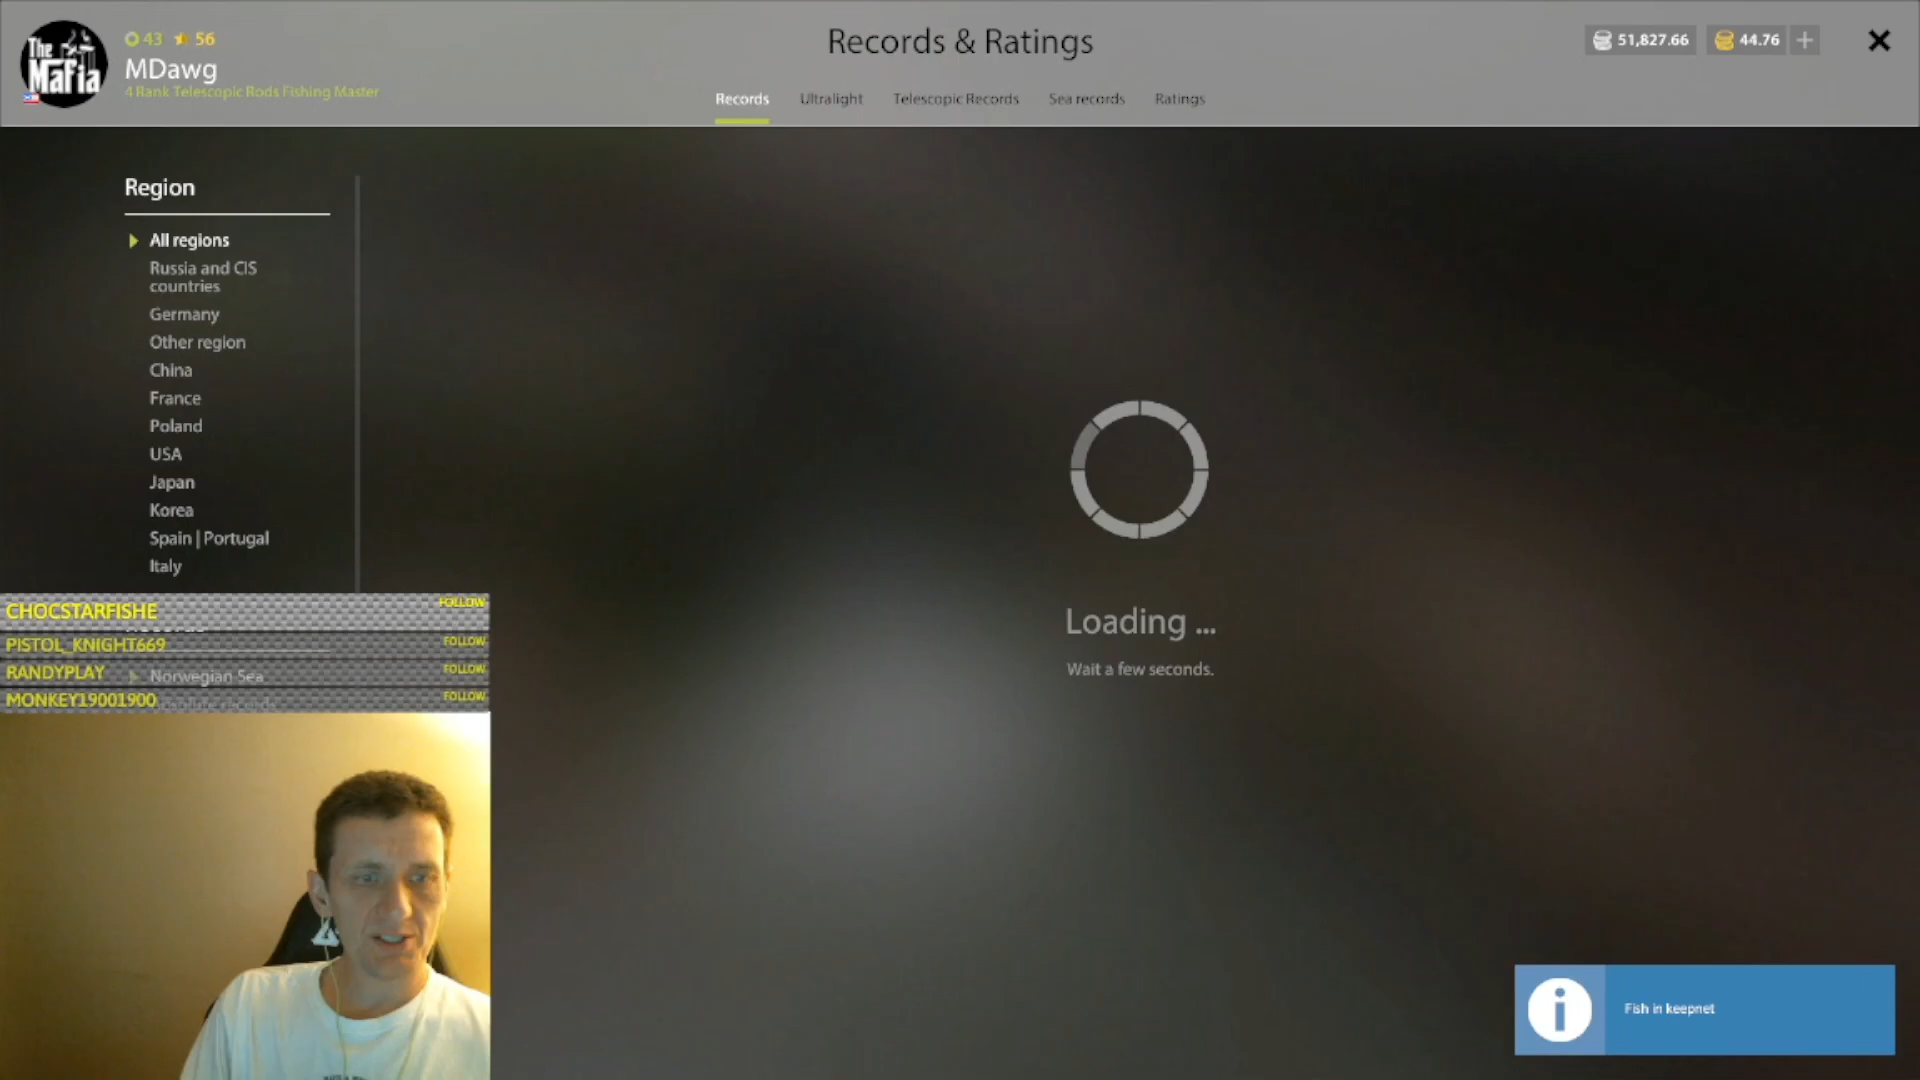 The
Mafia
43 56
MDawg
4 Rank Telescopic Rods Fishing Master
Records & Ratings
51,827.66
44.76
Records
Ultralight
Telescopic Records
Sea records
Ratings
Region
All regions
Russia and CIS
countries
Germany
Other region
China
France
Poland
USA
Japan
Korea
Spain | Portugal
Italy
CHOCSTARFISHE FOLLOW
PISTOL_KNIGHT669 FOLLOW
RANDYPLAY FOLLOW
Norwegian Sea
MONKEY19001900 FOLLOW
Loading ...
Wait a few seconds.
Fish in keepnet